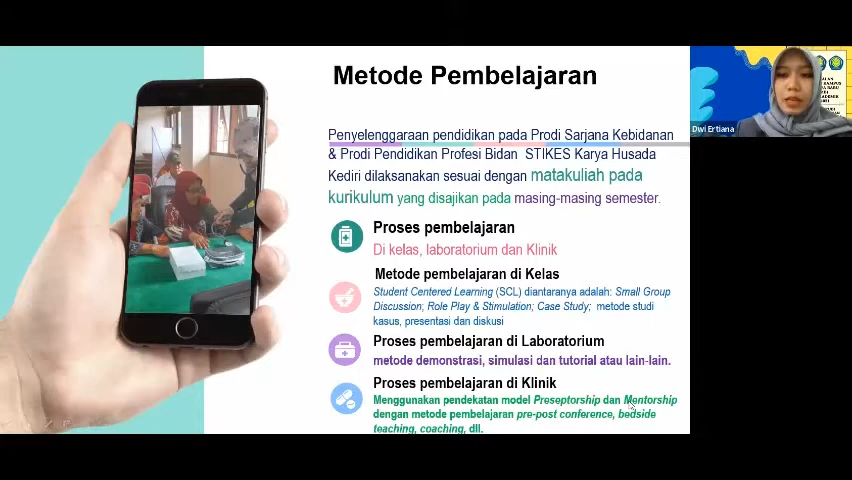 Metode Pembelajaran
Penyelenggaraan pendidikan pada Prodi Sarjana Kebidanan
& Prodi Pendidikan Profesi Bidan STIKES Karya Husada
Kediri dilaksanakan sesuai dengan matakuliah pada
kurikulum yang disajikan pada masing-masing semester.
Proses pembelajaran
Di kelas, laboratorium dan Klinik
Metode pembelajaran di Kelas
Student Centered Learning (SCL) diantaranya adalah: Small Group
Discussion; Role Play & Stimulation; Case Study; metode studi
kasus, presentasi dan diskusi
Proses pembelajaran di Laboratorium
metode demonstrasi, simulasi dan tutorial atau lain-lain.
Proses pembelajaran di Klinik
Menggunakan pendekatan model Preseptorship dan Mentorship
dengan metode pembelajaran pre-post conference, bedside
teaching, coaching, dll.
Dwi Ertiana